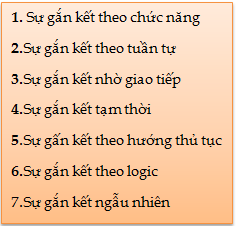 1. Sự gắn kết theo chức năng
2.Sự gắn kết theo tuần tự
3.Sự gắn kết nhờ giao tiếp
4.Sự gắn kết tạm thời
5.Sự gấn kết theo hướng thủ tục
6.Sự gắn kết theo logic
7.Sự gắn kết ngẫu nhiên